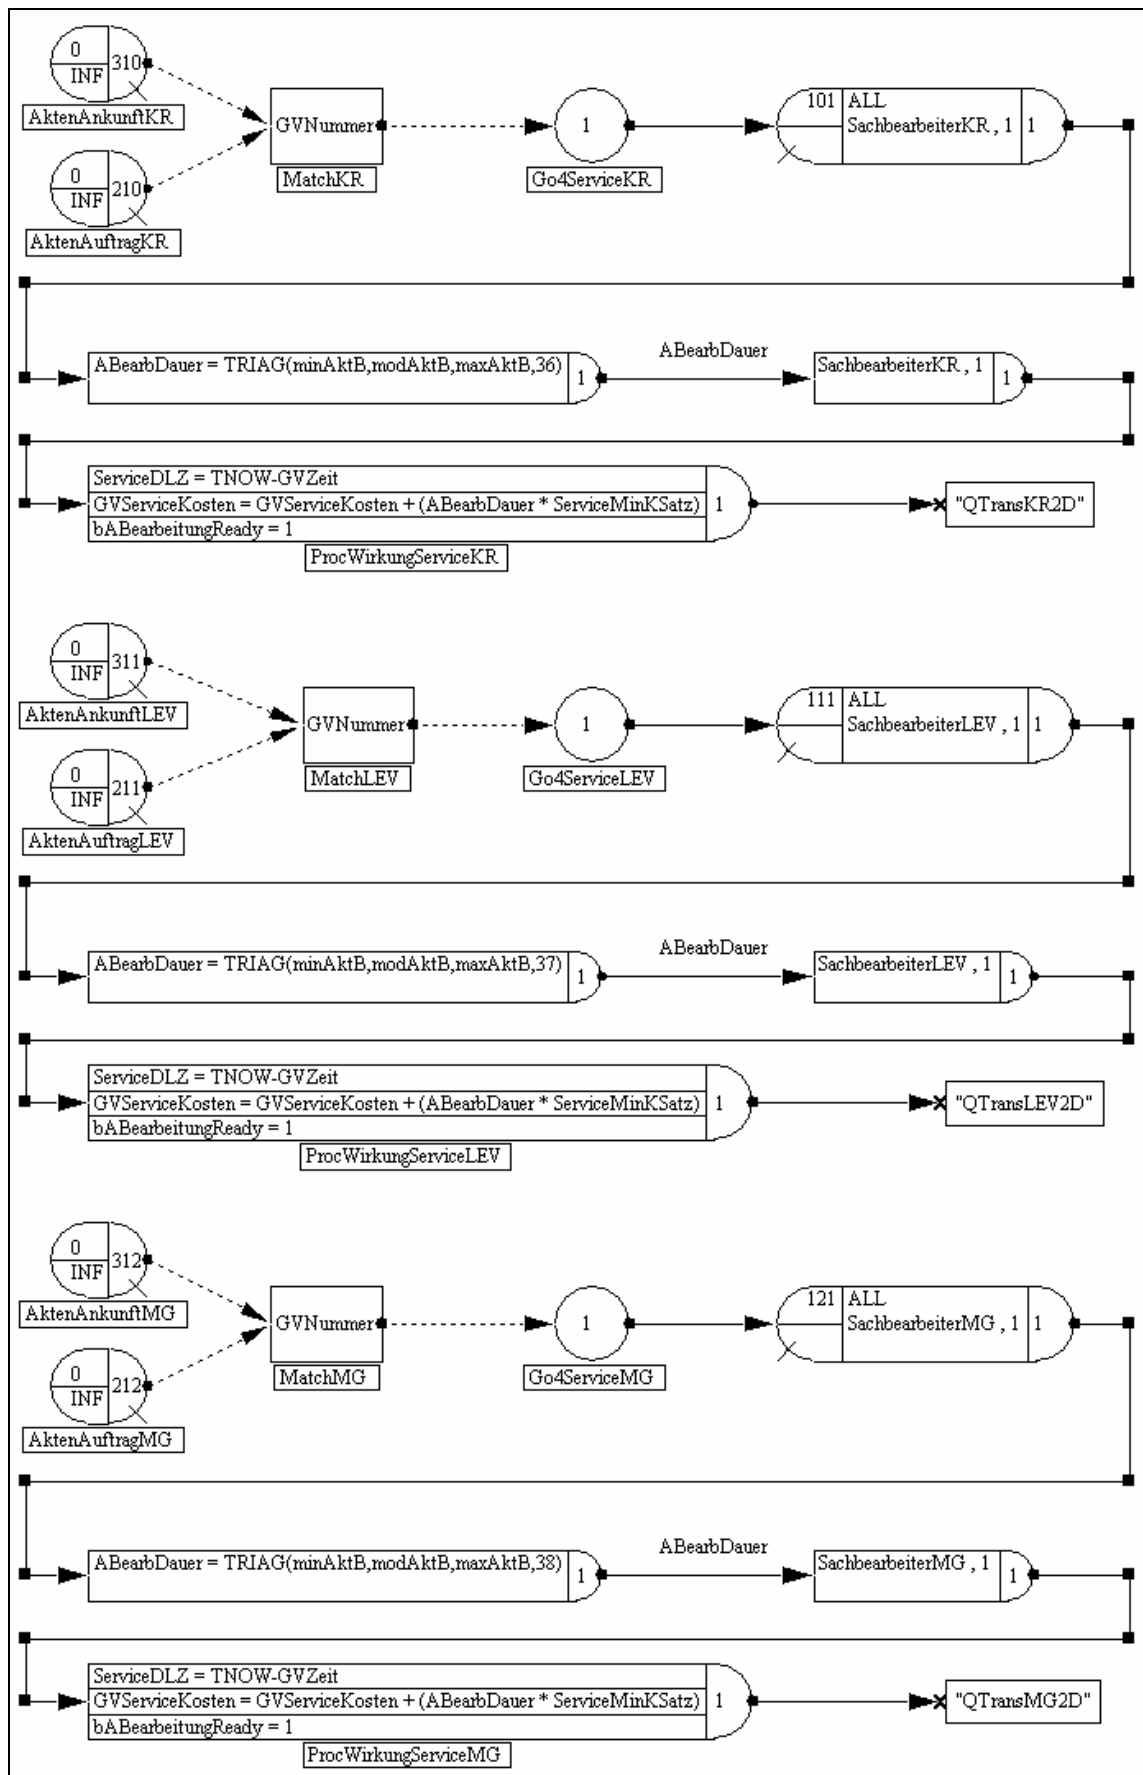 0
INF
310
AktenAnkunftKR
0
INF
210
AktenAuftragKR
GVNummer
MatchKR
1
Go4ServiceKR
101
ALL
SachbearbeiterKR , 1
1
ABearbDauer = TRIAG(minAktB,modAktB,maxAktB,36)
1
ABearbDauer
SachbearbeiterKR , 1
1
ServiceDLZ = TNOW-GVZeit
GVServiceKosten = GVServiceKosten + (ABearbDauer * ServiceMinKSatz)
bABearbeitungReady = 1
1
ProcWirkungServiceKR
"QTransKR2D"
0
INF
311
AktenAnkunftLEV
0
INF
211
AktenAuftragLEV
GVNummer
MatchLEV
1
Go4ServiceLEV
111
ALL
SachbearbeiterLEV , 1
1
ABearbDauer = TRIAG(minAktB,modAktB,maxAktB,37)
1
ABearbDauer
SachbearbeiterLEV , 1
1
ServiceDLZ = TNOW-GVZeit
GVServiceKosten = GVServiceKosten + (ABearbDauer * ServiceMinKSatz)
bABearbeitungReady = 1
1
ProcWirkungServiceLEV
"QTransLEV2D"
0
INF
312
AktenAnkunftMG
0
INF
212
AktenAuftragMG
GVNummer
MatchMG
1
Go4ServiceMG
121
ALL
SachbearbeiterMG , 1
1
ABearbDauer = TRIAG(minAktB,modAktB,maxAktB,38)
1
ABearbDauer
SachbearbeiterMG , 1
1
ServiceDLZ = TNOW-GVZeit
GVServiceKosten = GVServiceKosten + (ABearbDauer * ServiceMinKSatz)
bABearbeitungReady = 1
1
ProcWirkungServiceMG
"QTransMG2D"